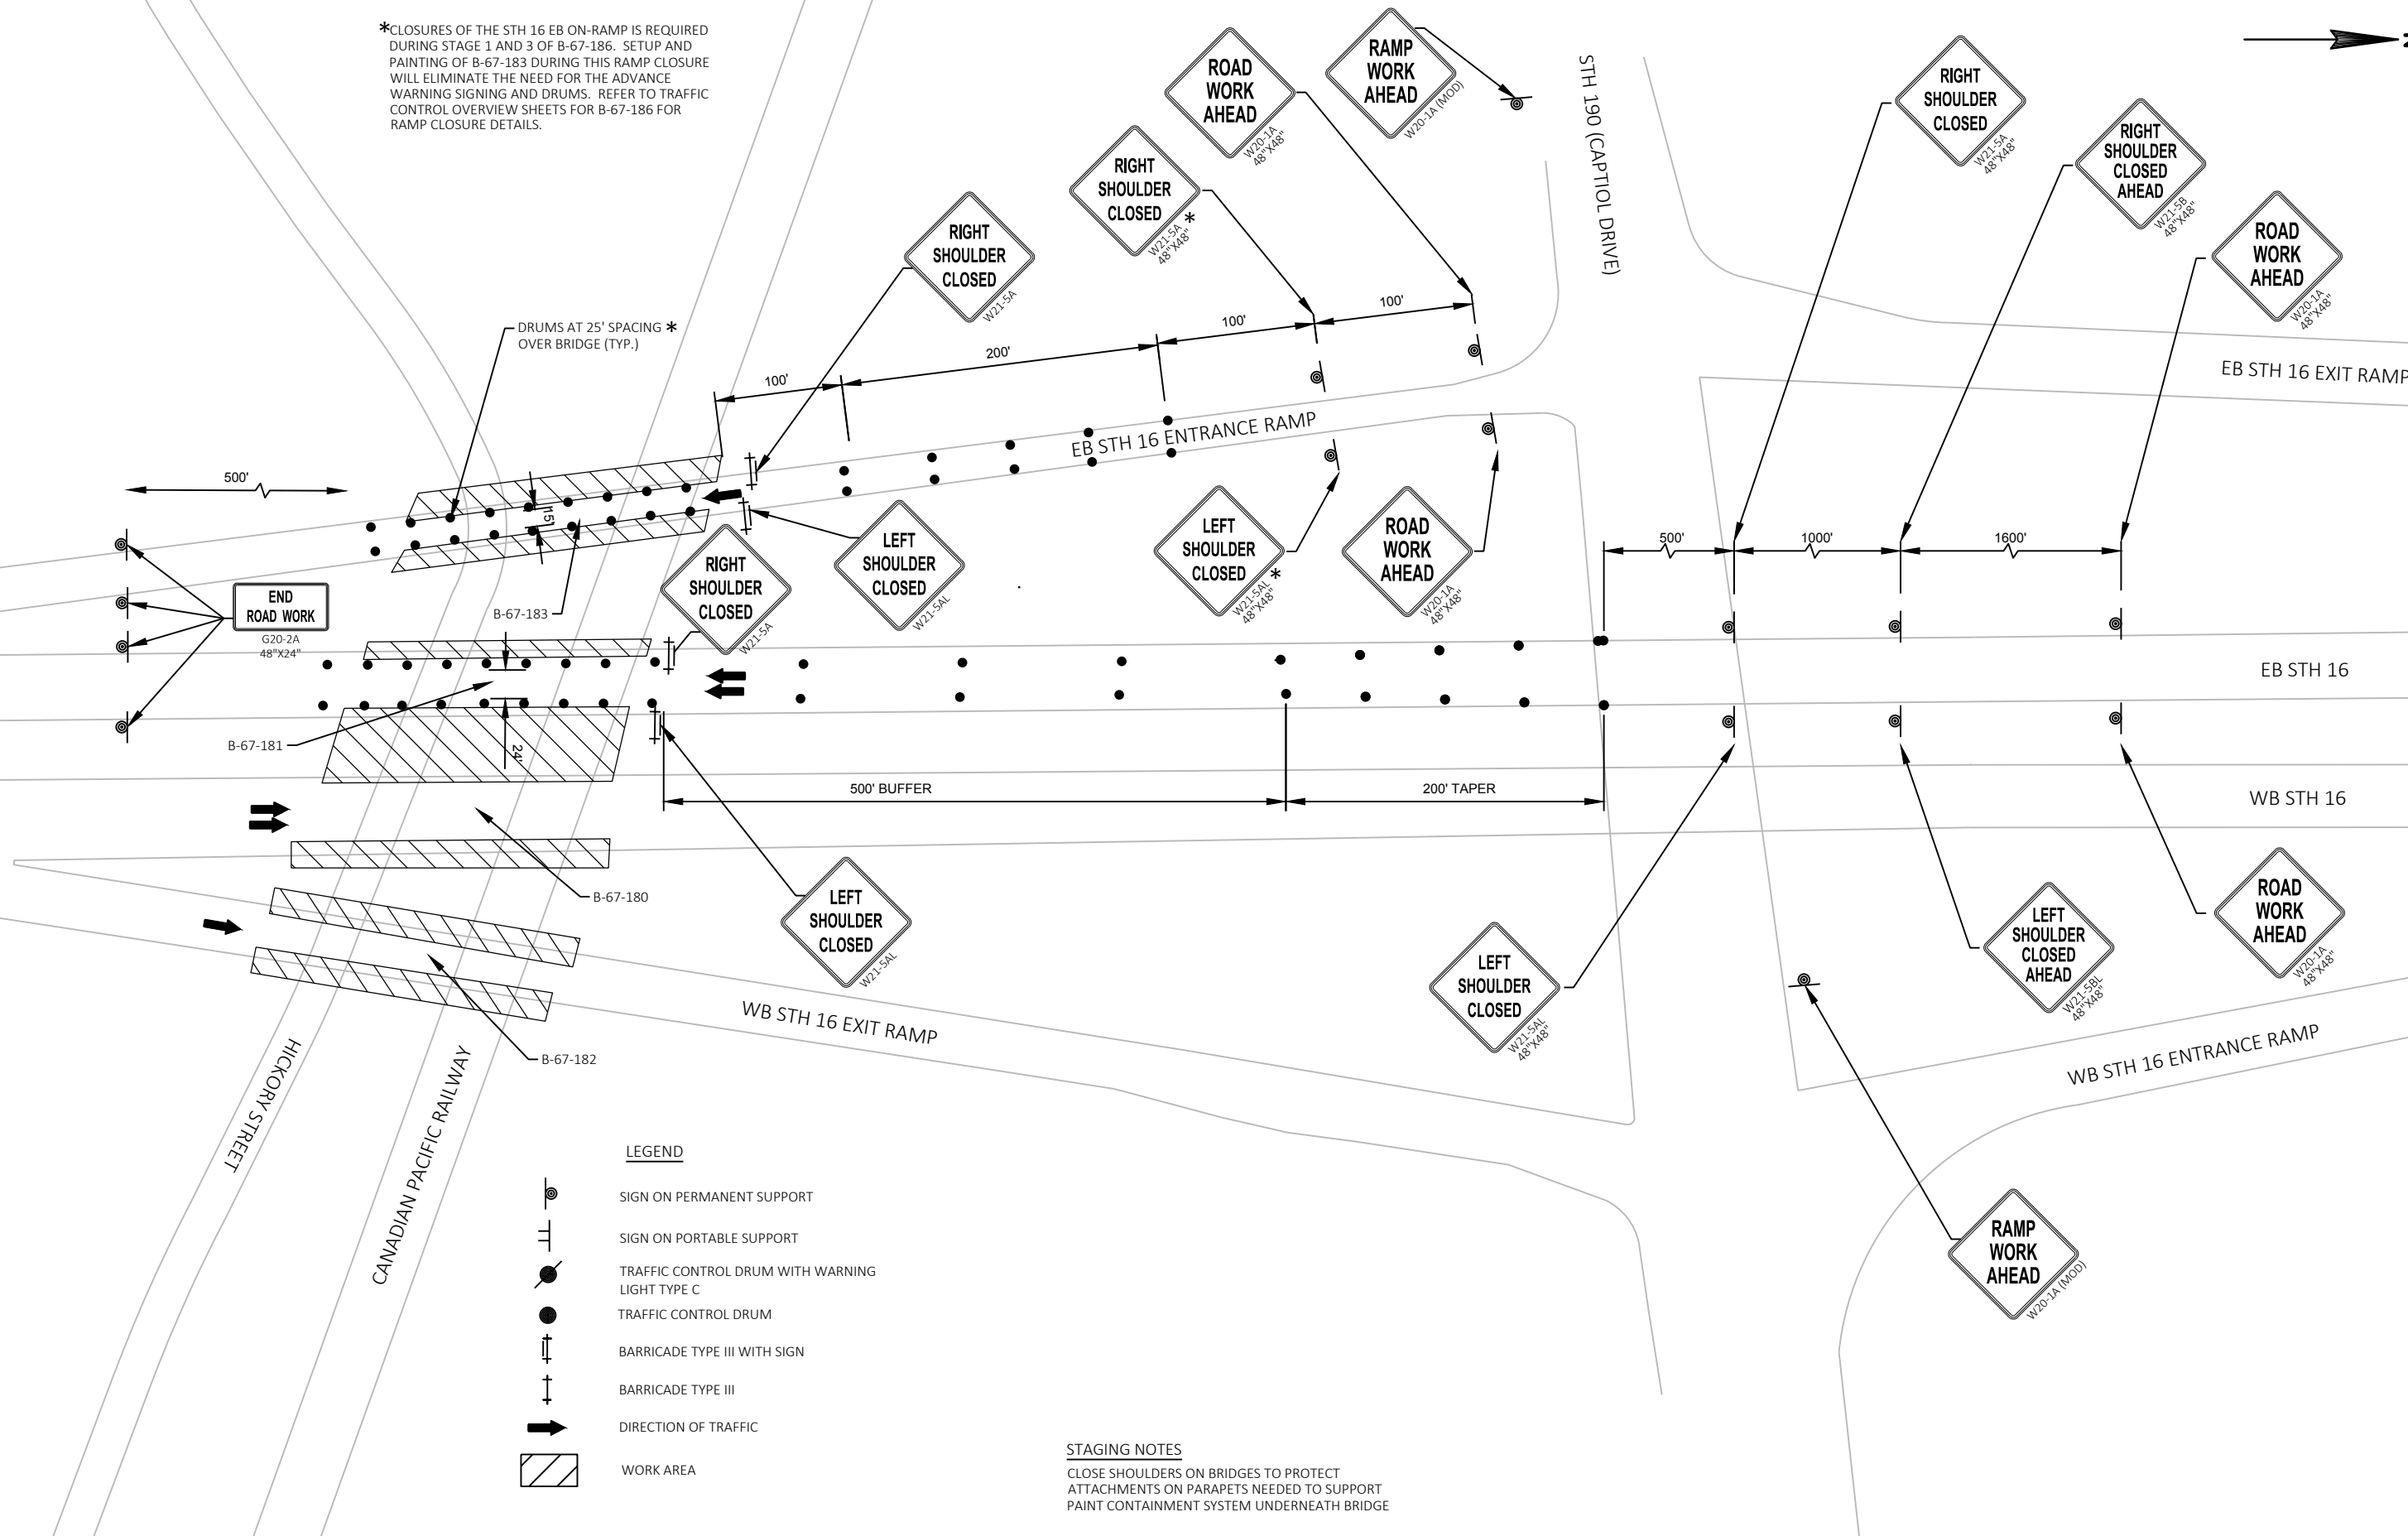 *CLOSURES OF THE STH 16 EB ON-RAMP IS REQUIRED
DURING STAGE 1 AND 3 OF B-67-186. SETUP AND
PAINTING OF B-67-183 DURING THIS RAMP CLOSURE
WILL ELIMINATE THE NEED FOR THE ADVANCE
WARNING SIGNING AND DRUMS. REFER TO TRAFFIC
CONTROL OVERVIEW SHEETS FOR B-67-186 FOR
RAMP CLOSURE DETAILS.
RAMP
WORK
AHEAD
W20-1A (MOD)
ROAD
WORK
AHEAD
W20-1A
48"X48"
RIGHT
SHOULDER
CLOSED
W21-5A *
48"X48"
RIGHT
SHOULDER
CLOSED
W21-5A
STH 190 (CAPTIOL DRIVE)
RIGHT
SHOULDER
CLOSED
W21-5A
48"X48"
RIGHT
SHOULDER
CLOSED
AHEAD
W21-5B
48"X48"
ROAD
WORK
AHEAD
W20-1A
48"X48"
DRUMS AT 25' SPACING *
OVER BRIDGE (TYP.)
100'
200'
100'
100'
EB STH 16 EXIT RAMP
EB STH 16 ENTRANCE RAMP
500'
15'
LEFT
SHOULDER
CLOSED
W21-5AL
RIGHT
SHOULDER
CLOSED
W21-5A
LEFT
SHOULDER
CLOSED *
W21-5AL
48"X48"
ROAD
WORK
AHEAD
W20-1A
48"X48"
500'
1000'
1600'
END
ROAD WORK
G20-2A
48"X24"
B-67-183
EB STH 16
B-67-181
24'
500' BUFFER
200' TAPER
WB STH 16
B-67-180
LEFT
SHOULDER
CLOSED
W21-5AL
LEFT
SHOULDER
CLOSED
W21-5AL
48"X48"
LEFT
SHOULDER
CLOSED
AHEAD
W21-5BL
48"X48"
ROAD
WORK
AHEAD
W20-1A
48"X48"
B-67-182
WB STH 16 EXIT RAMP
WB STH 16 ENTRANCE RAMP
HICKORY STREET
CANADIAN PACIFIC RAILWAY
RAMP
WORK
AHEAD
W20-1A (MOD)
LEGEND
SIGN ON PERMANENT SUPPORT
SIGN ON PORTABLE SUPPORT
TRAFFIC CONTROL DRUM WITH WARNING
LIGHT TYPE C
TRAFFIC CONTROL DRUM
BARRICADE TYPE III WITH SIGN
BARRICADE TYPE III
DIRECTION OF TRAFFIC
WORK AREA
STAGING NOTES
CLOSE SHOULDERS ON BRIDGES TO PROTECT
ATTACHMENTS ON PARAPETS NEEDED TO SUPPORT
PAINT CONTAINMENT SYSTEM UNDERNEATH BRIDGE